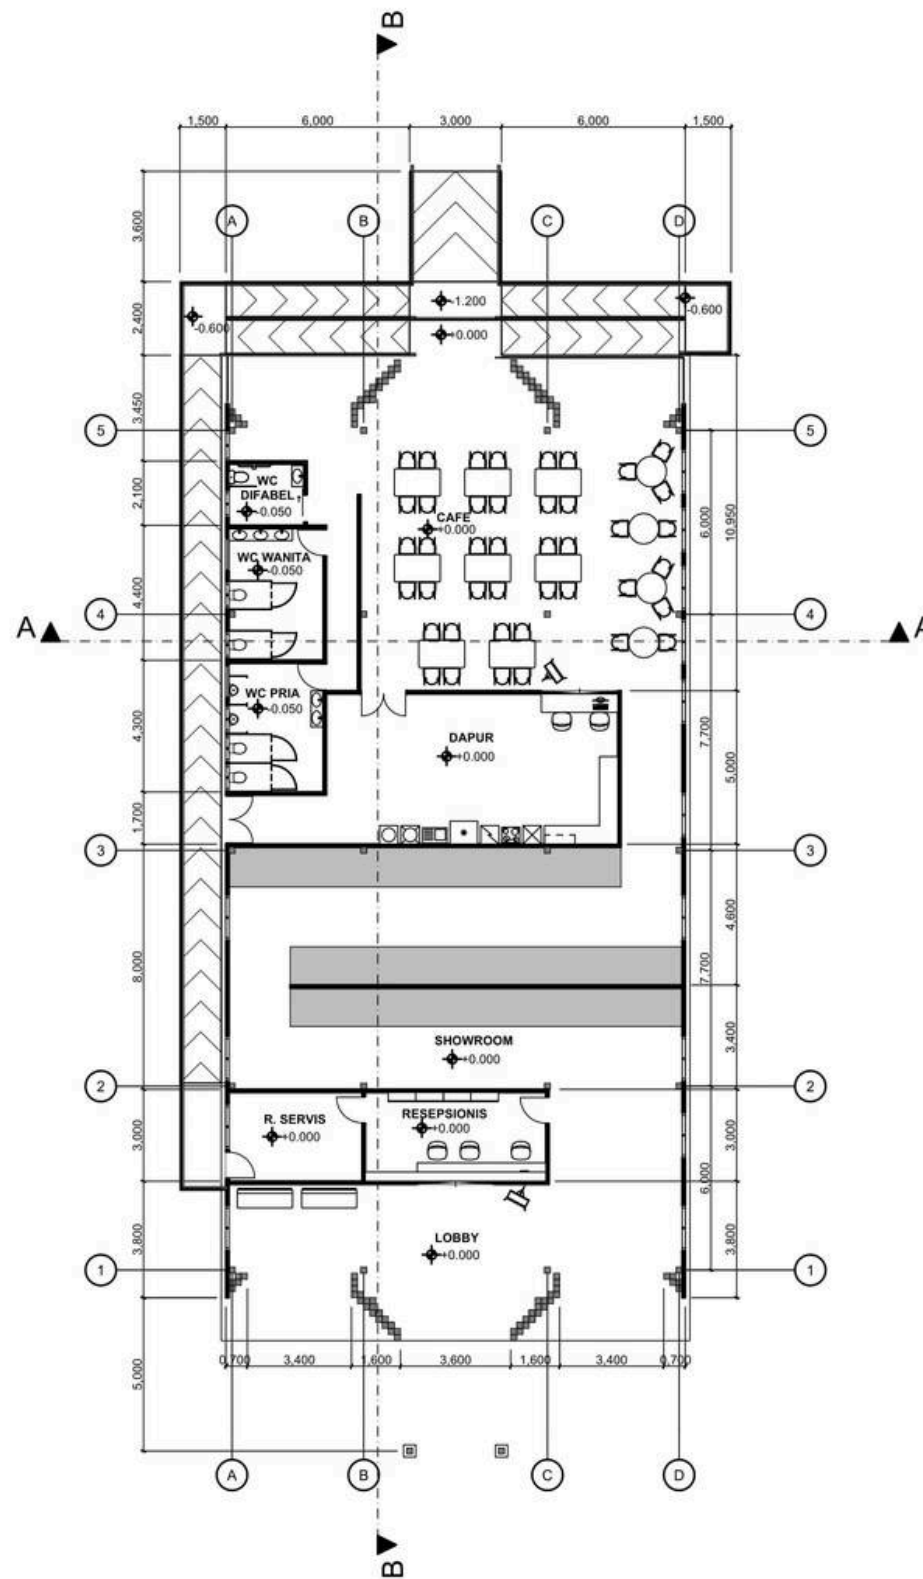 B
1,500 6,000 3,000 6,000 1,500
A B C D
3,600
2,400
-1.200
-0.600
-0.600
+0.000
3,450
5 5
WC
DIFABEL
-0.050
2,100
CAFE
+0.000
6,000
10,950
WC WANITA
-0.050
4,400
4 4
A A
WC PRIA
-0.050
4,300
DAPUR
+0.000
7,700
5,000
1,700
3 3
4,600
8,000
7,700
SHOWROOM
+0.000
3,400
2 2
R. SERVIS
+0.000
RESEPSIONIS
+0.000
3,000
3,000
6,000
LOBBY
+0.000
3,800
3,800
1 1
0,700 3,400 1,600 3,600 1,600 3,400 0,700
5,000
A B C D
B